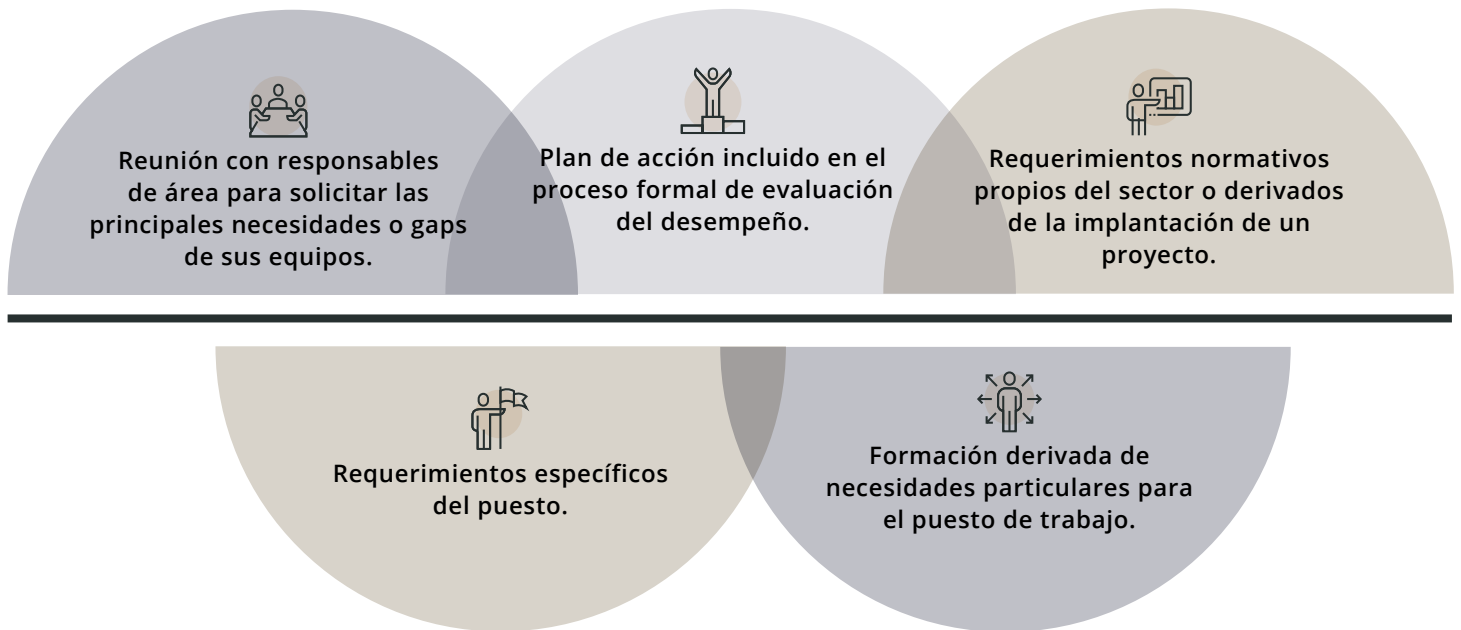 Reunión con responsables
de área para solicitar las
principales necesidades o gaps
de sus equipos.
Plan de acción incluido en el
proceso formal de evaluación
del desempeño.
Requerimientos normativos
propios del sector o derivados
de la implantación de un
proyecto.
Requerimientos específicos
del puesto.
Formación derivada de
necesidades particulares para
el puesto de trabajo.